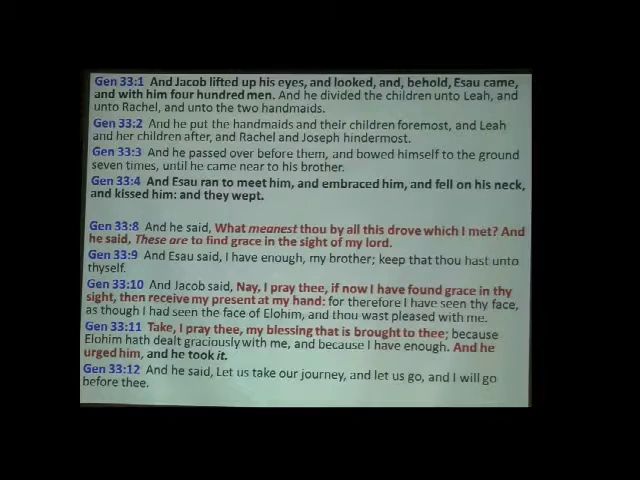 Gen 33:1 And Jacob lifted up his eyes, and looked, and, behold, Esau came,
and with him four hundred men. And he divided the children unto Leah, and
unto Rachel, and unto the two handmaids.
Gen 33:2 And he put the handmaids and their children foremost, and Leah
and her children after, and Rachel and Joseph hindermost.
Gen 33:3 And he passed over before them, and bowed himself to the ground
seven times, until he came near to his brother.
Gen 33:4 And Esau ran to meet him, and embraced him, and fell on his neck,
and kissed him: and they wept.
Gen 33:8 And he said, What meanest thou by all this drove which I met? And
he said, These are to find grace in the sight of my lord.
Gen 33:9 And Esau said, I have enough, my brother; keep that thou hast unto
thyself.
Gen 33:10 And Jacob said, Nay, I pray thee, if now I have found grace in thy
sight, then receive my present at my hand: for therefore I have seen thy face,
as though I had seen the face of Elohim, and thou wast pleased with me.
Gen 33:11 Take, I pray thee, my blessing that is brought to thee; because
Elohim hath dealt graciously with me, and because I have enough. And he
urged him, and he took it.
Gen 33:12 And he said, Let us take our journey, and let us go, and I will go
before thee.